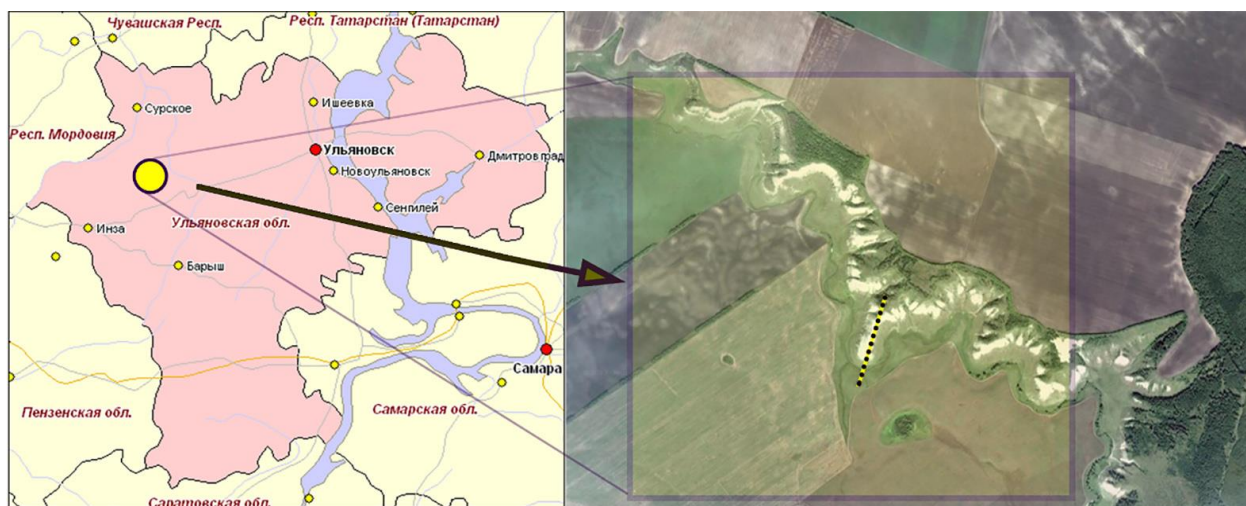 Чувашская Респ.
Респ. Татарстан (Татарстан)
Сурское
Ишеевка
Респ. Мордовия
Ульяновск
Димитровград
Новоульяновск
Сенгилей
Ульяновская обл.
Инза
Барыш
Самара
Пензенская обл.
Самарская обл.
Саратовская обл.